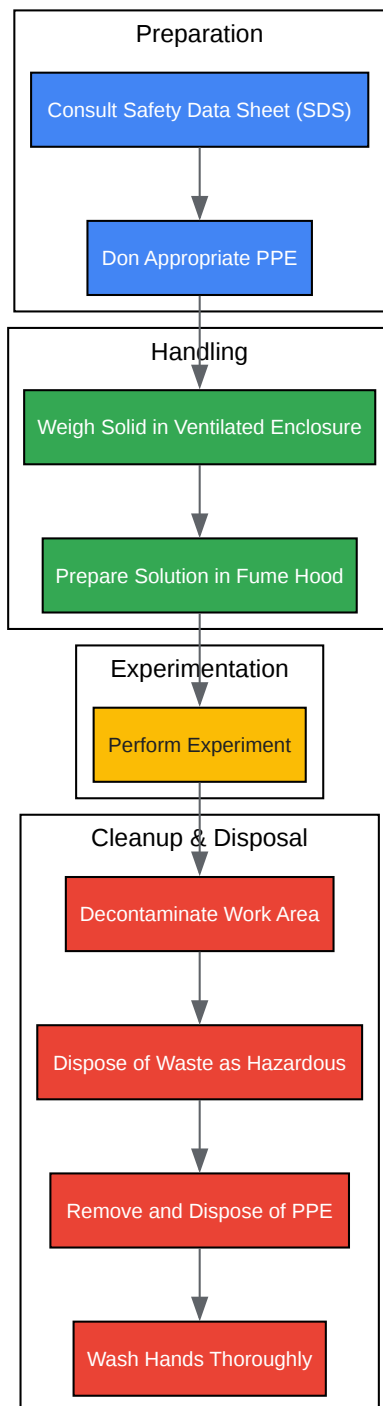 Preparation
Consult Safety Data Sheet (SDS)
Don Appropriate PPE
Handling
Weigh Solid in Ventilated Enclosure
Prepare Solution in Fume Hood
Experimentation
Perform Experiment
Cleanup & Disposal
Decontaminate Work Area
Dispose of Waste as Hazardous
Remove and Dispose of PPE
Wash Hands Thoroughly